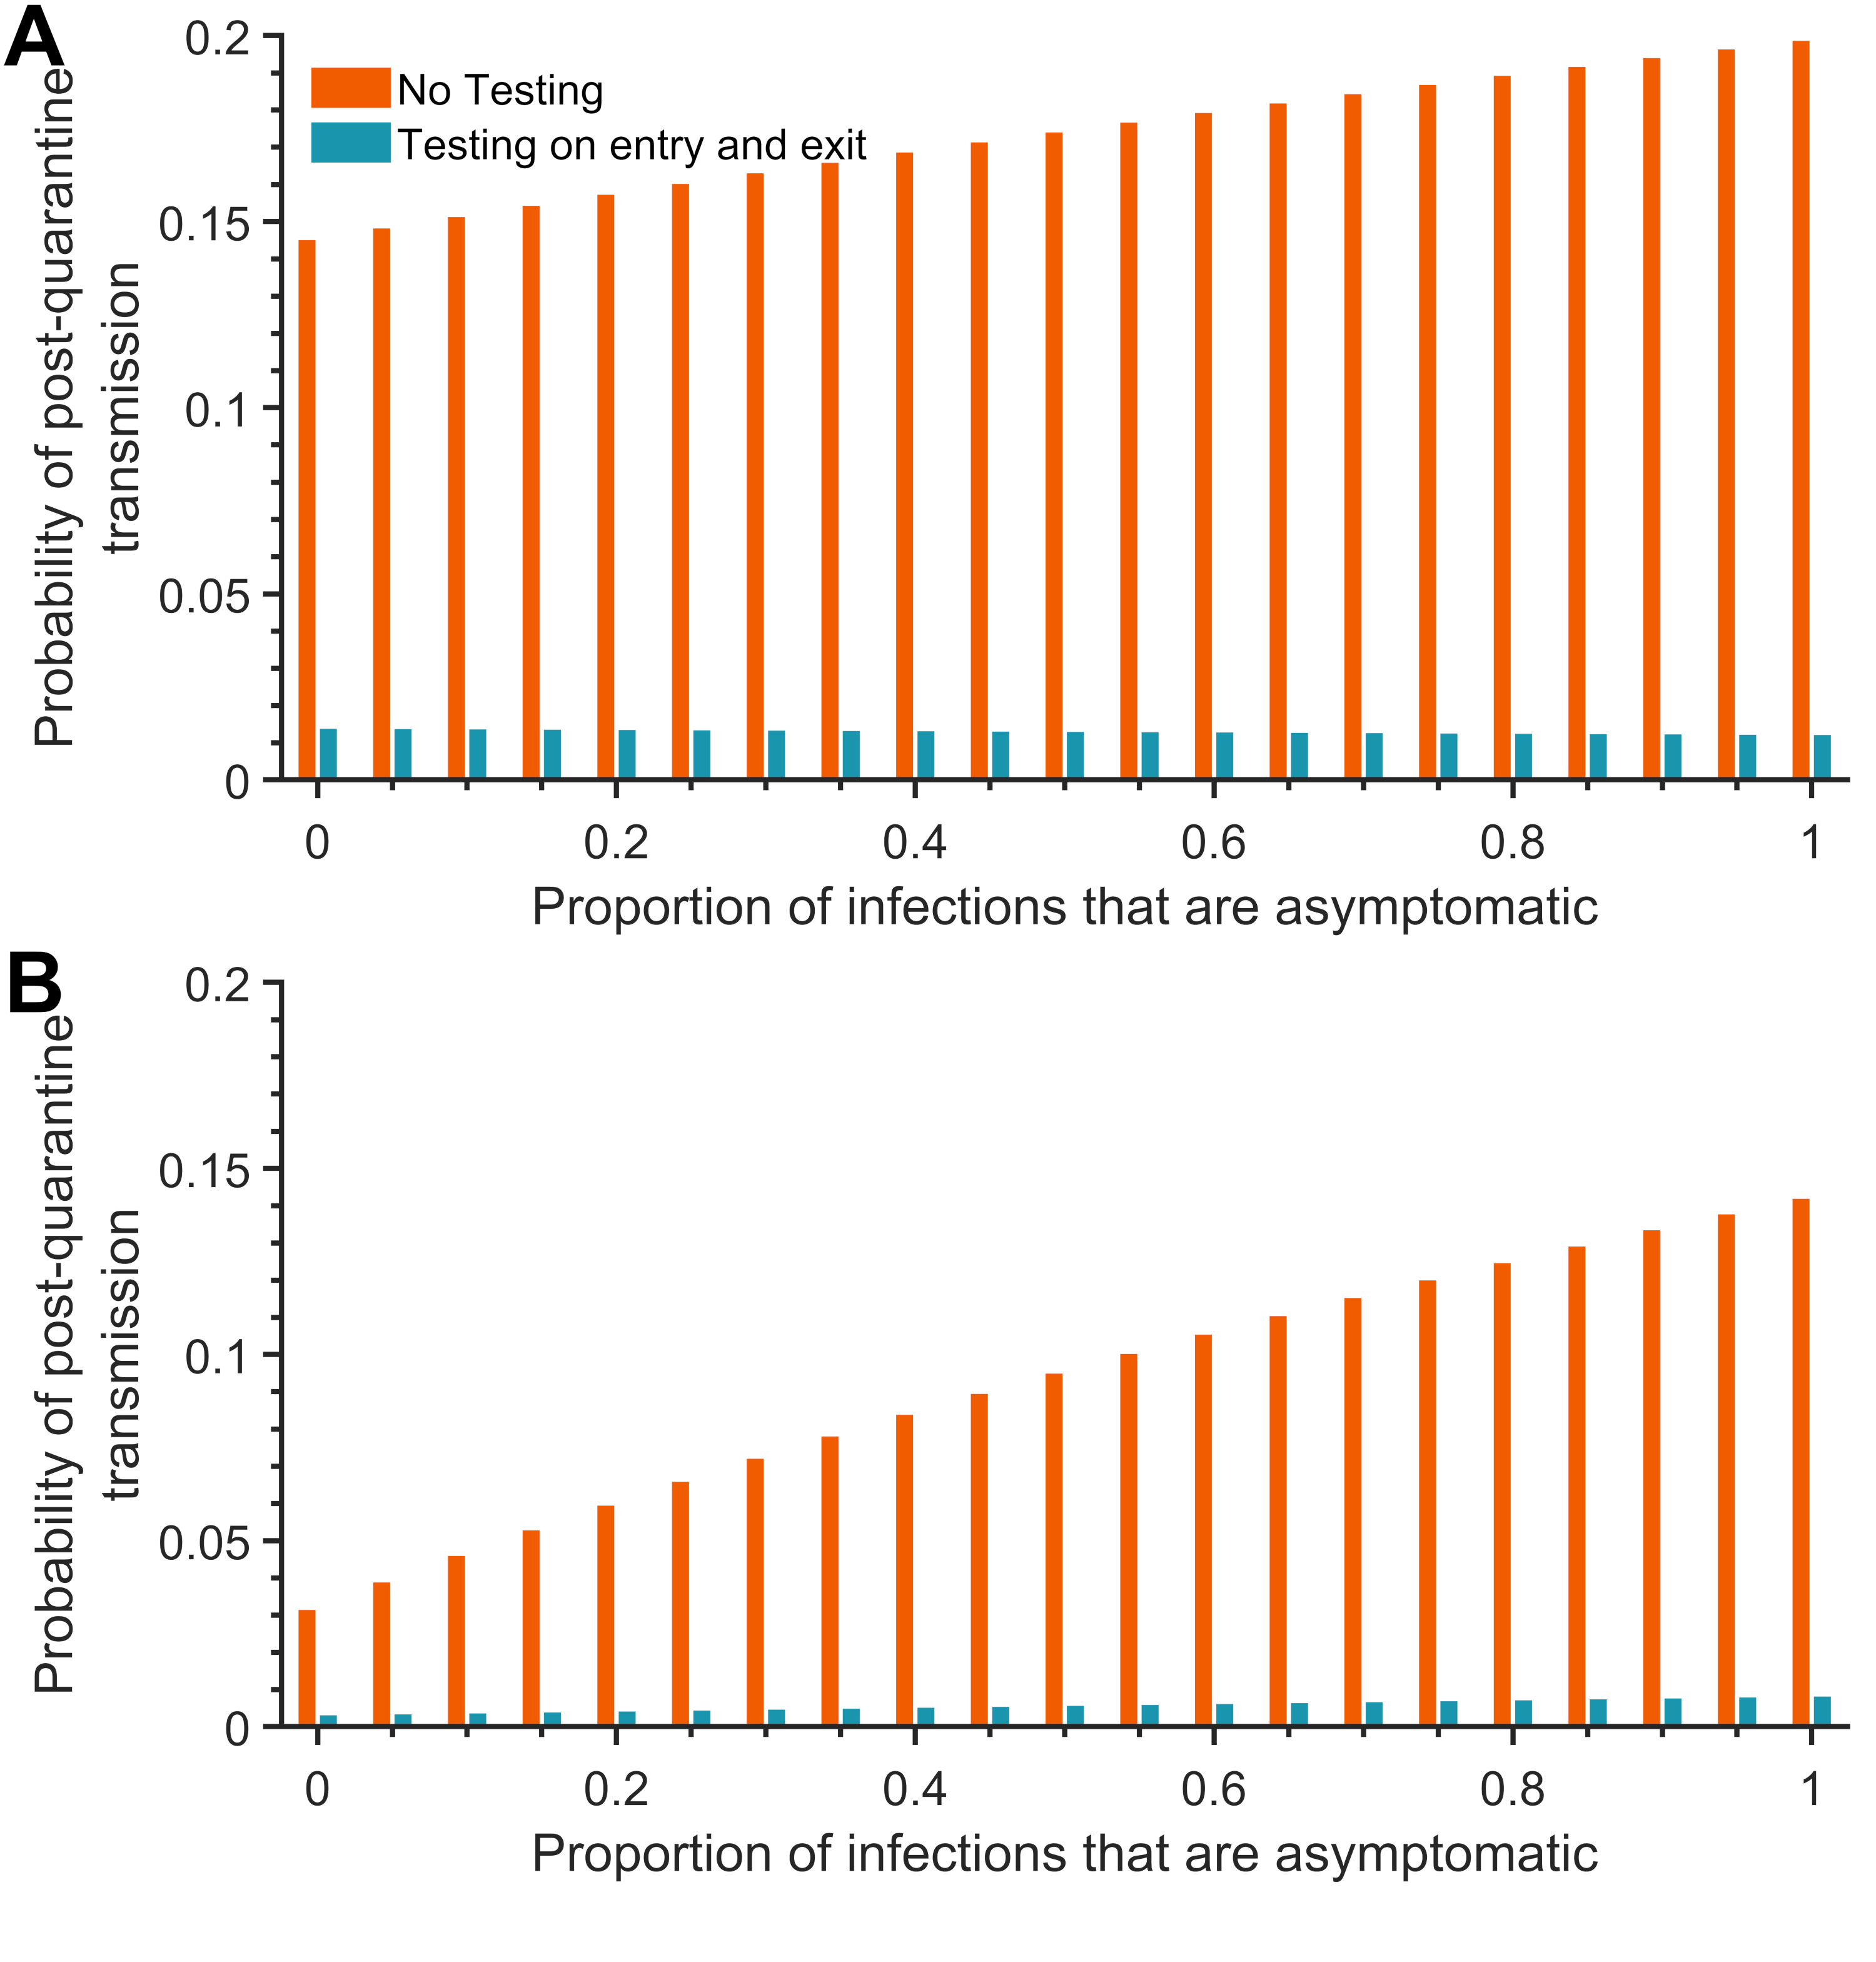 A
Probability of post-quarantine
transmission
0.2
0.15
0.1
0.05
0
No Testing
Testing on entry and exit
0 0.2 0.4 0.6 0.8 1
Proportion of infections that are asymptomatic
B
Probability of post-quarantine
transmission
0.2
0.15
0.1
0.05
0
0 0.2 0.4 0.6 0.8 1
Proportion of infections that are asymptomatic